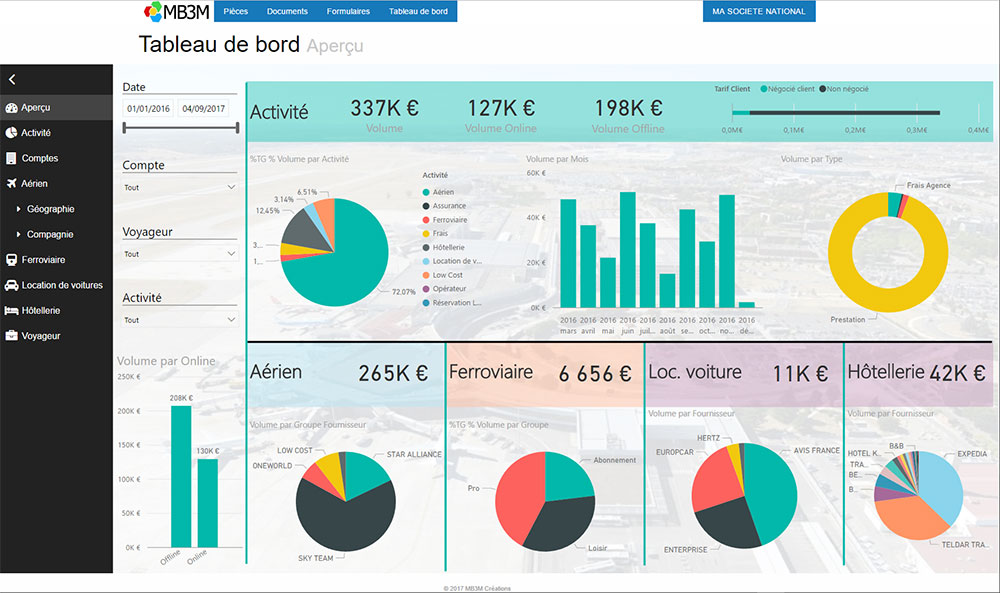 MB3M
Pièces Documents Formulaires Tableau de bord
MA SOCIETE NATIONAL
Tableau de bord Aperçu
Aperçu
Activité
Comptes
Aérien
Géographie
Compagnie
Ferroviaire
Location de voitures
Hôtellerie
Voyageur
Date
01/01/2016 04/09/2017
Compte
Tout
Voyageur
Tout
Activité
Tout
Volume par Online
250K €
200K €
150K €
100K €
50K €
0K €
208K €
130K €
Offline
Online
Activité
337K €
Volume
127K €
Volume Online
198K €
Volume Offline
Tarif Client Négocié client Non négocié
0,0M€ 0,1M€ 0,2M€ 0,3M€ 0,4M€
%TG % Volume par Activité
6.51%
3.14%
12.45%
3...
1...
72.07%
Activité
Aérien
Assurance
Ferroviaire
Frais
Hôtellerie
Location de v...
Low Cost
Opérateur
Réservation L...
Volume par Mois
60K €
40K €
20K €
0K €
2016 2016 2016 2016 2016 2016 2016 2016 2016 2016
mars avril mai juin juil... août se... oct... no... dé...
Volume par Type
Frais Agence
Prestation
Aérien 265K €
Volume par Groupe Fournisseur
LOW COST
ONEWORLD
STAR ALLIANCE
SKY TEAM
Ferroviaire 6 656 €
%TG % Volume par Groupe
Abonnement
Pro
Loisir
Loc. voiture 11K €
Volume par Fournisseur
HERTZ
EUROPCAR
AVIS FRANCE
ENTERPRISE
Hôtellerie 42K €
Volume par Fournisseur
B&B
HOTEL K...
TRA...
BE...
B...
EXPEDIA
TELDAR TRA...
© 2017 MB3M Créations